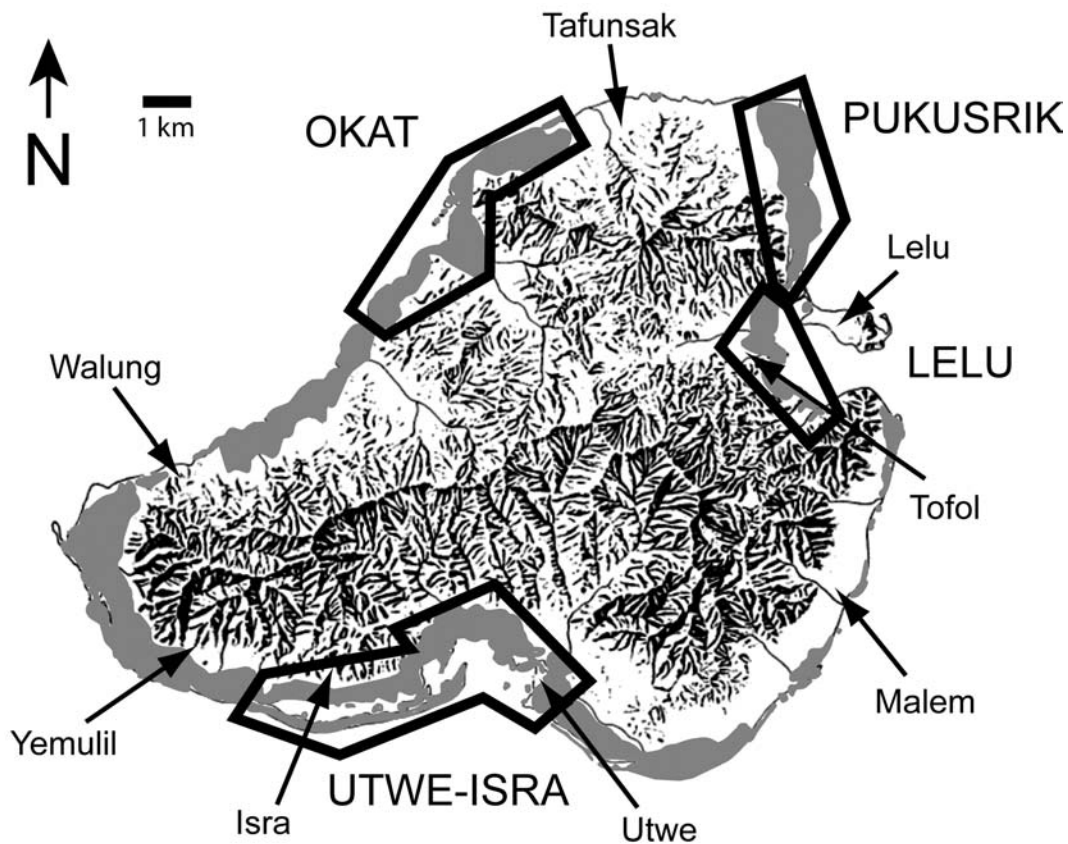 Tafunsak
N
1 km
OKAT
PUKUSRIK
Lelu
LELU
Walung
Tofol
Malem
Yemulil
UTWE-ISRA
Isra
Utwe